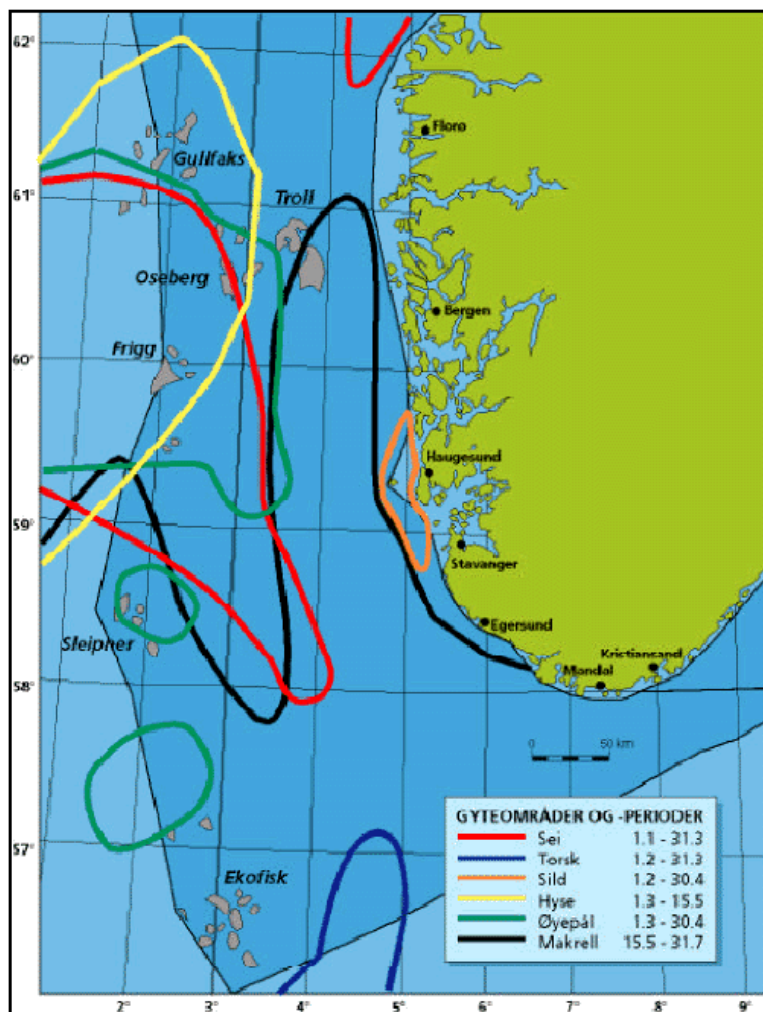 62°
Florø
Gullfaks
61°
Troll
Oseberg
Bergen
60°
Frigg
Haugesund
59°
Stavanger
Sleipner
Egersund
Kristiansand
Mandal
58°
0 50 km
GYTEOMRÅDER OG -PERIODER
Sei 1.1 - 31.3
Torsk 1.2 - 31.3
Sild 1.2 - 30.4
Hyse 1.3 - 15.5
Øyepål 1.3 - 30.4
Makrell 15.5 - 31.7
57°
Ekofisk
2° 3° 4° 5° 6° 7° 8° 9°